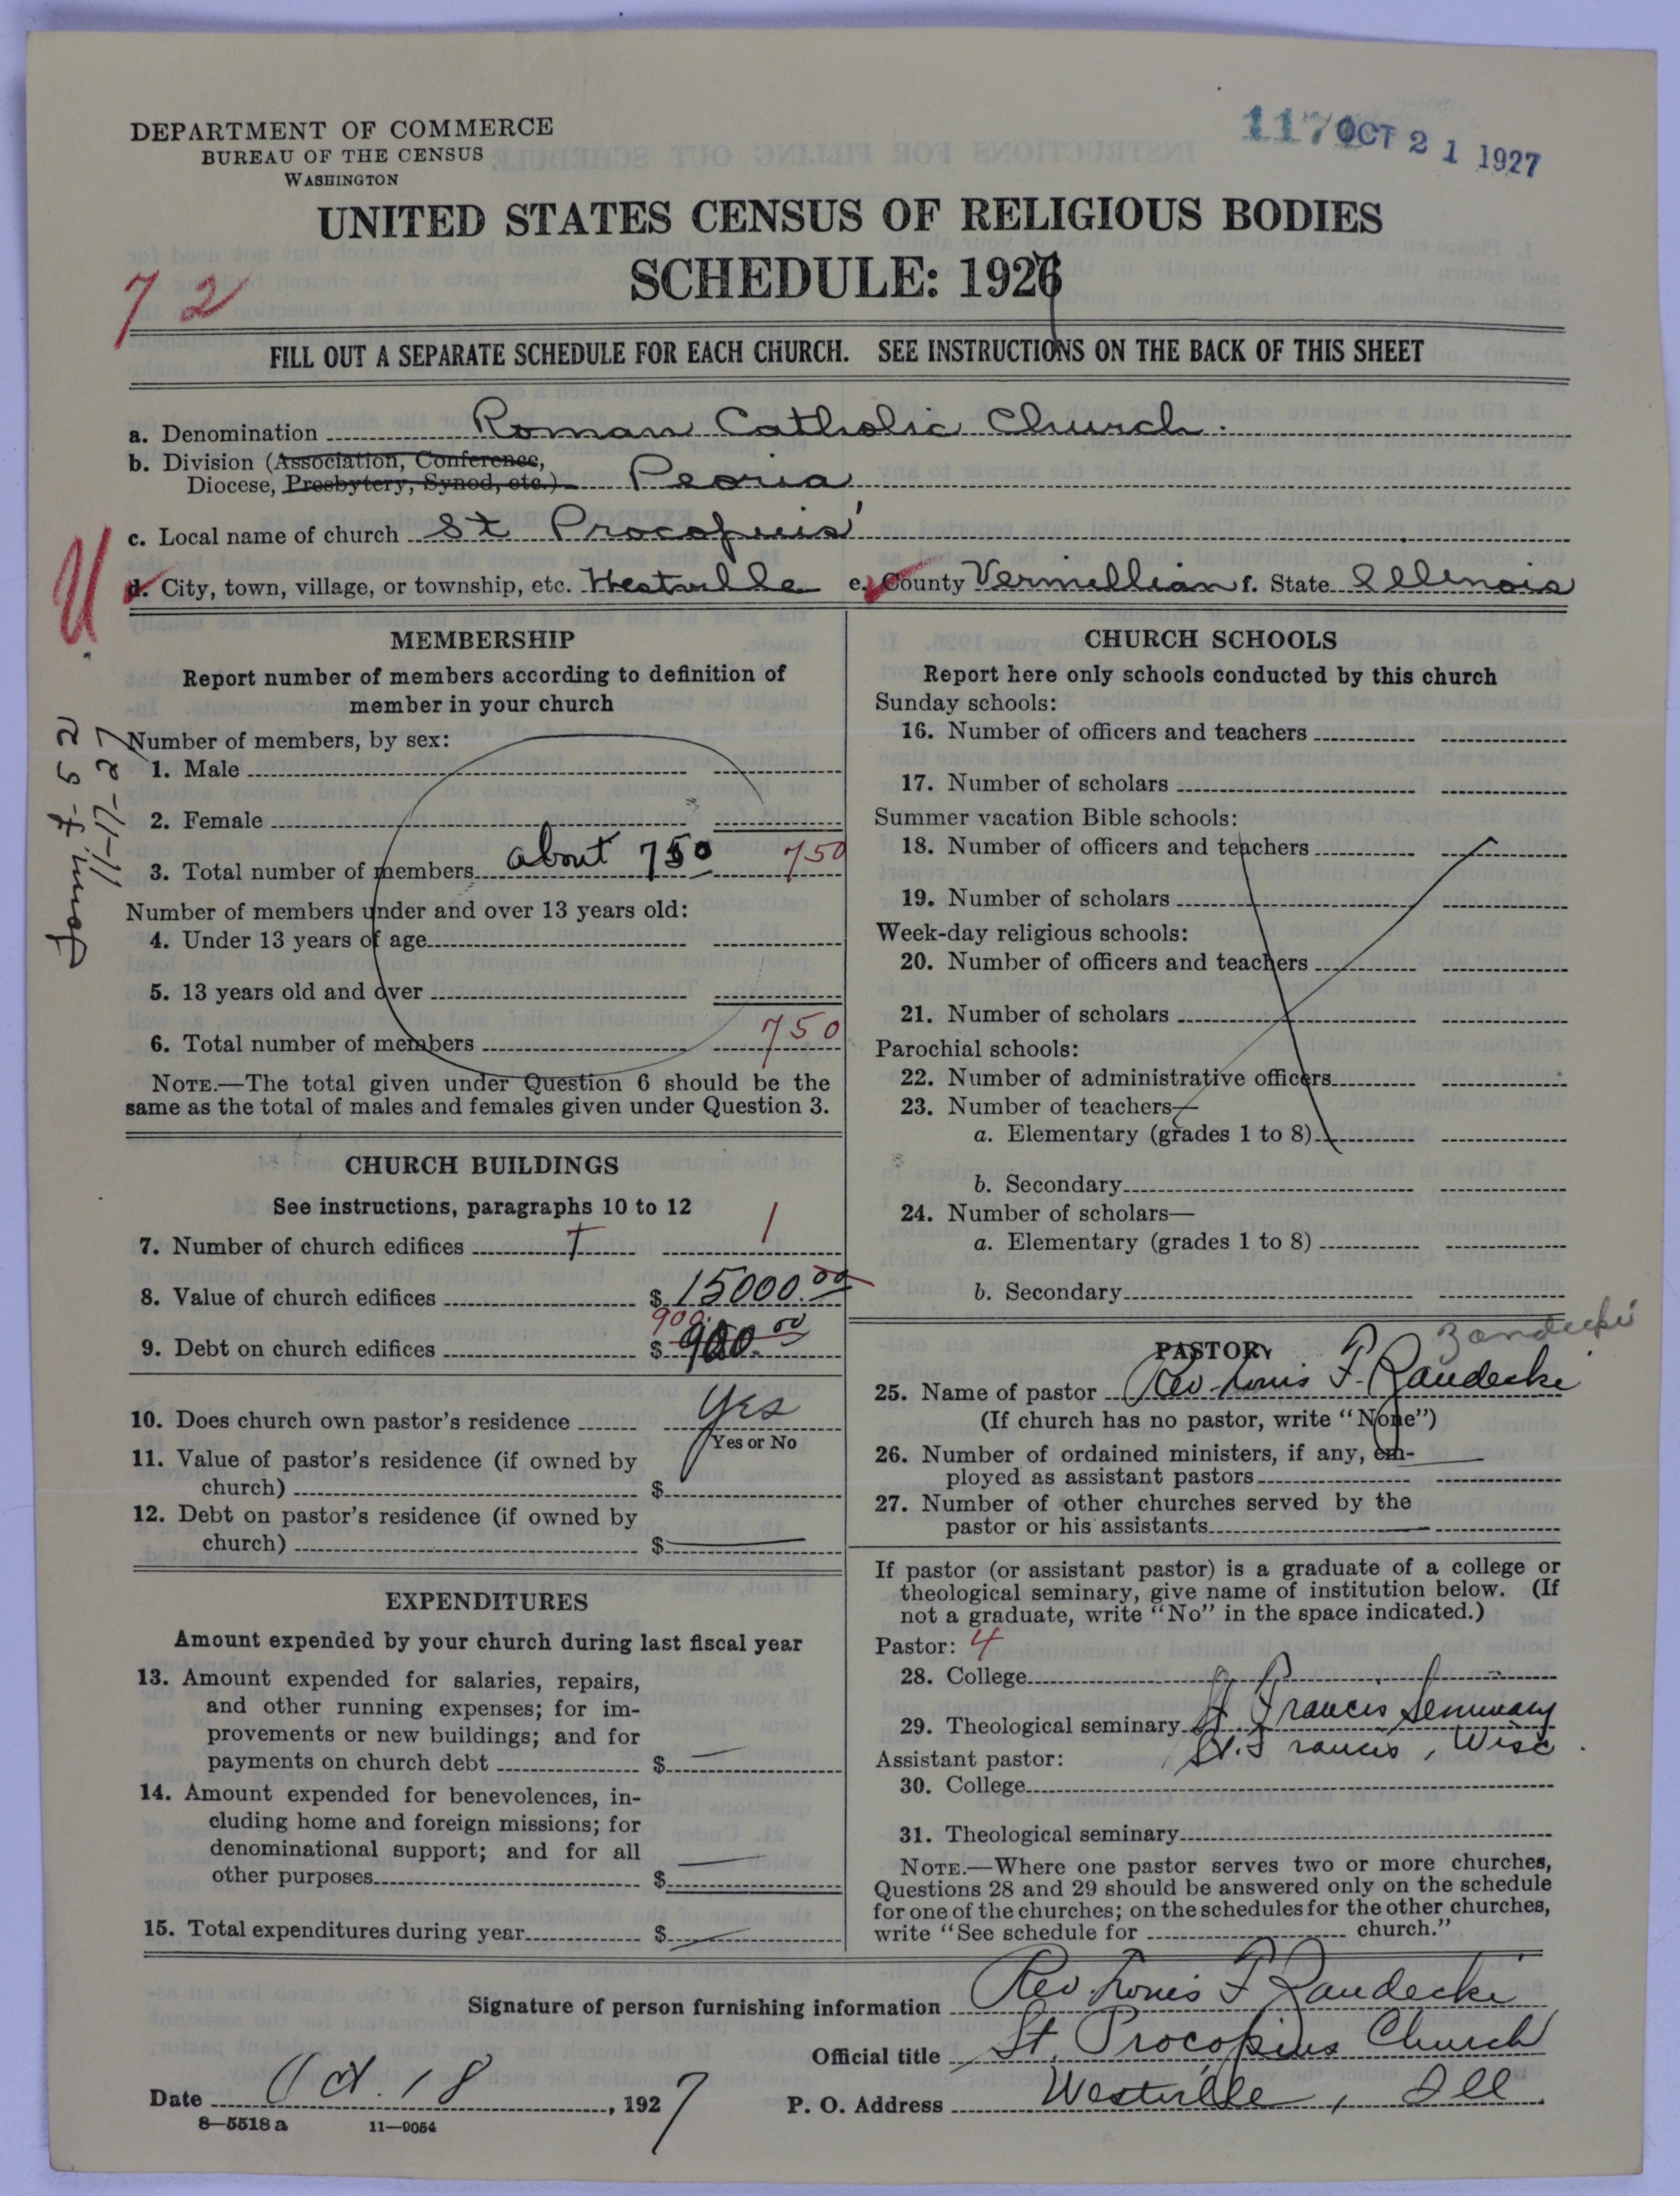 DEPARTMENT OF COMMERCE
BUREAU OF THE CENSUS
WASHINGTON
OCT 21 1927
UNITED STATES CENSUS OF RELIGIOUS BODIES
SCHEDULE: 1926
72
FILL OUT A SEPARATE SCHEDULE FOR EACH CHURCH. SEE INSTRUCTIONS ON THE BACK OF THIS SHEET
a. Denomination Roman Catholic Church.
b. Division (Association, Conference,
Diocese, Presbytery, Synod, etc.) Peoria
c. Local name of church St Procopius'
d. City, town, village, or township, etc. Westville e. County Vermillian f. State Illinois
MEMBERSHIP
Report number of members according to definition of
member in your church
Number of members, by sex:
1. Male
2. Female
3. Total number of members about 750 750
Number of members under and over 13 years old:
4. Under 13 years of age
5. 13 years old and over
6. Total number of members 750
NOTE.—The total given under Question 6 should be the
same as the total of males and females given under Question 3.
11-11-27
CHURCH BUILDINGS
See instructions, paragraphs 10 to 12
7. Number of church edifices 1 1
8. Value of church edifices $ 15000.00
900.
9. Debt on church edifices $ 900.00
10. Does church own pastor's residence Yes
Yes or No
11. Value of pastor's residence (if owned by
church) $
12. Debt on pastor's residence (if owned by
church) $ —
EXPENDITURES
Amount expended by your church during last fiscal year
13. Amount expended for salaries, repairs,
and other running expenses; for im-
provements or new buildings; and for
payments on church debt $ —
14. Amount expended for benevolences, in-
cluding home and foreign missions; for
denominational support; and for all
other purposes $ —
15. Total expenditures during year $ —
CHURCH SCHOOLS
Report here only schools conducted by this church
Sunday schools:
16. Number of officers and teachers
17. Number of scholars
Summer vacation Bible schools:
18. Number of officers and teachers
19. Number of scholars
Week-day religious schools:
20. Number of officers and teachers
21. Number of scholars
Parochial schools:
22. Number of administrative officers
23. Number of teachers—
a. Elementary (grades 1 to 8)
b. Secondary
24. Number of scholars—
a. Elementary (grades 1 to 8)
b. Secondary
PASTOR
25. Name of pastor Rev. Louis F. Zaudecki
(If church has no pastor, write "None")
26. Number of ordained ministers, if any, em-
ployed as assistant pastors —
27. Number of other churches served by the
pastor or his assistants —
If pastor (or assistant pastor) is a graduate of a college or
theological seminary, give name of institution below. (If
not a graduate, write "No" in the space indicated.)
Pastor: 4
28. College
29. Theological seminary St. Francis Seminary
St. Francis, Wisc.
Assistant pastor:
30. College
31. Theological seminary
NOTE.—Where one pastor serves two or more churches,
Questions 28 and 29 should be answered only on the schedule
for one of the churches; on the schedules for the other churches,
write "See schedule for church."
Signature of person furnishing information Rev. Louis F Zaudecki
Official title St. Procopius Church
Date Oct. 18, 1927 P. O. Address Westville, Ill.
8—5518a 11—9054